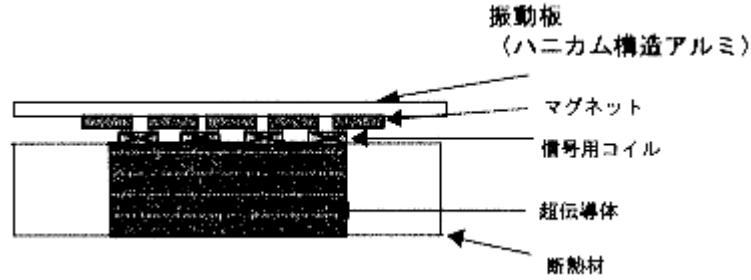 振動板
（ハニカム構造アルミ）
マグネット
信号用コイル
超伝導体
断熱材